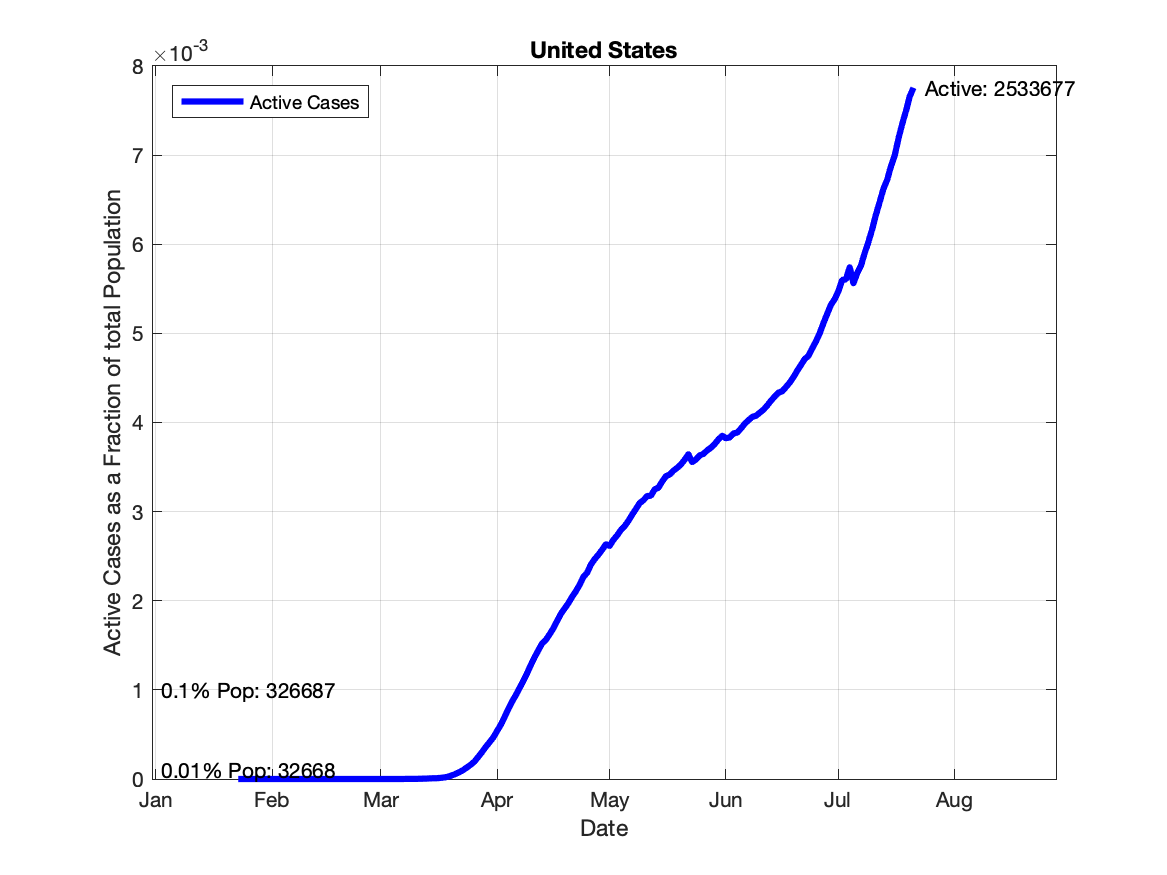 ×10-3
United States
Active Cases
Active: 2533677
8
7
6
5
4
3
2
1
0
Active Cases as a Fraction of total Population
0.1% Pop: 326687
0.01% Pop: 32668
Jan Feb Mar Apr May Jun Jul Aug
Date